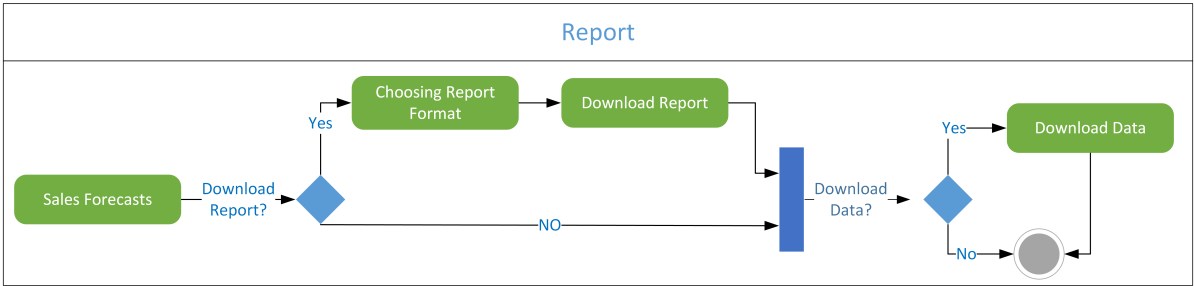 Report
Choosing Report
Format
Download Report
Yes
Sales Forecasts
Download
Report?
NO
Download
Data?
Yes
Download Data
No